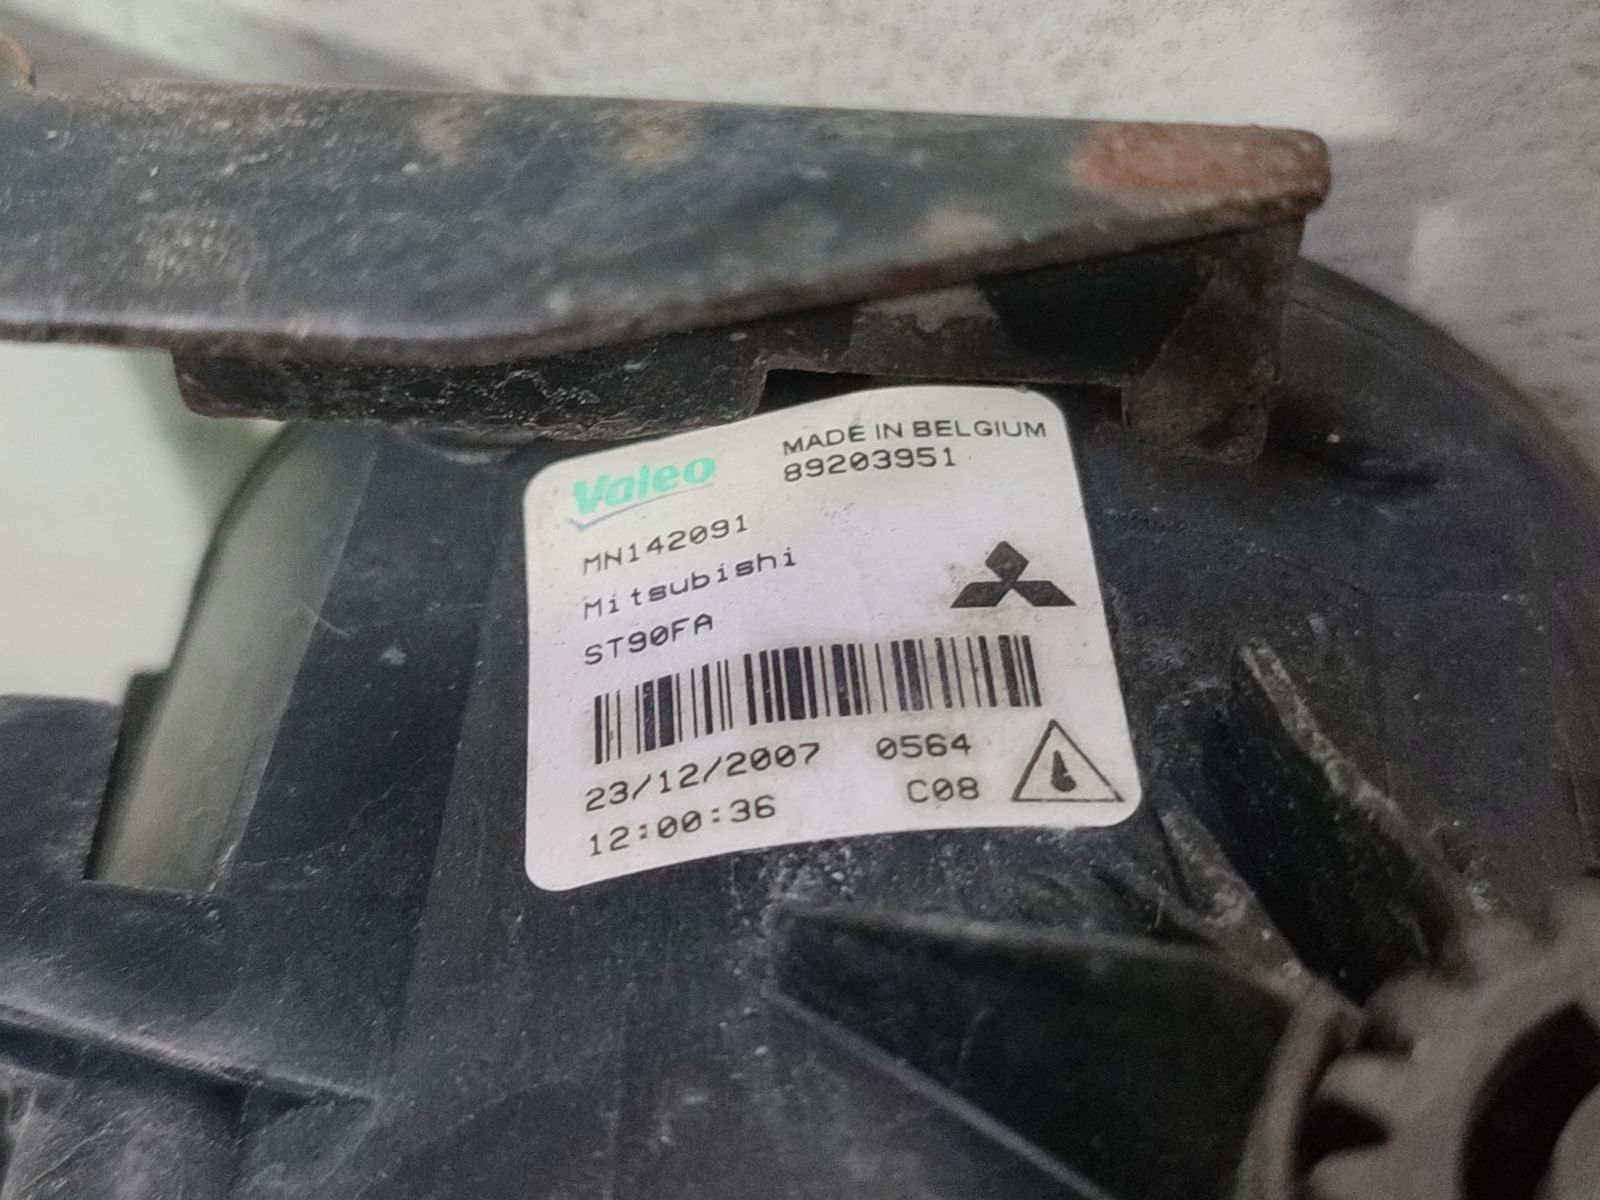 Valeo
MADE IN BELGIUM
89203951
MN142091
Mitsubishi
ST90FA
23/12/2007 0564
12:00:36 C08